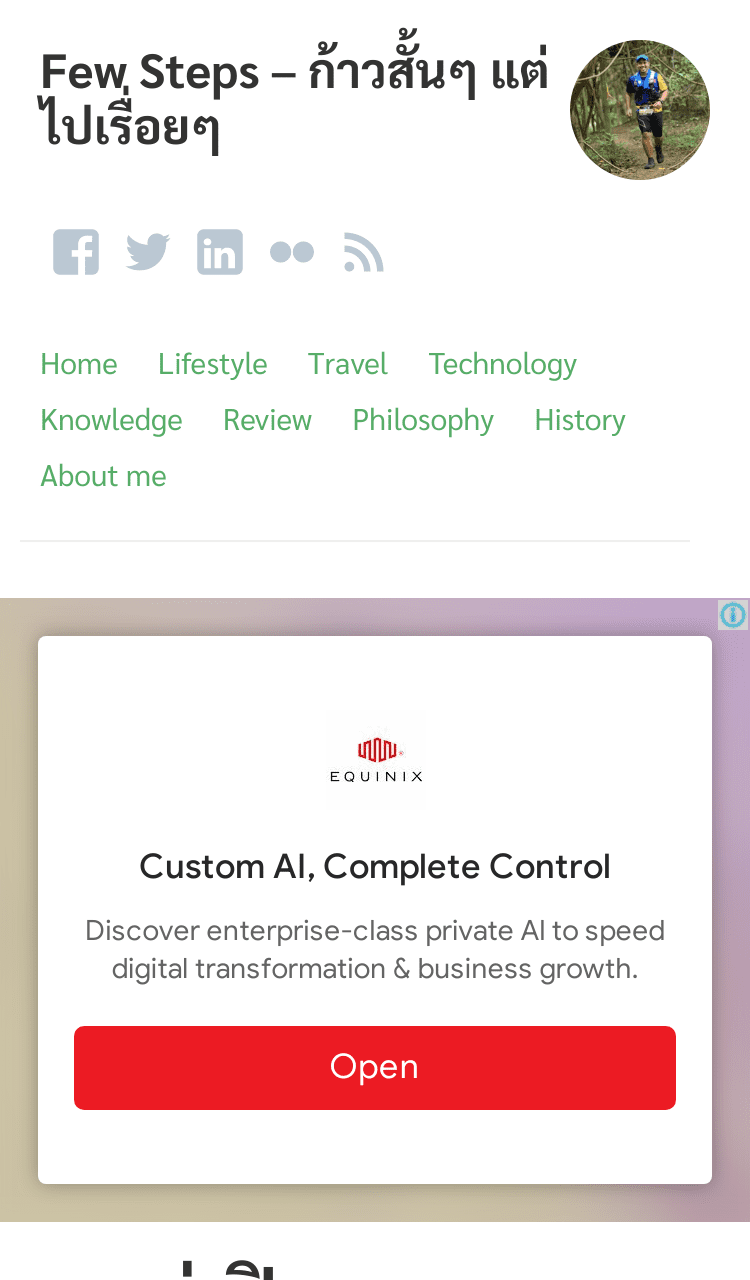 Few Steps – ก้าวสั้นๆ แต่
ไปเรื่อยๆ
Home Lifestyle Travel Technology
Knowledge Review Philosophy History
About me
EQUINIX
Custom AI, Complete Control
Discover enterprise-class private AI to speed
digital transformation & business growth.
Open